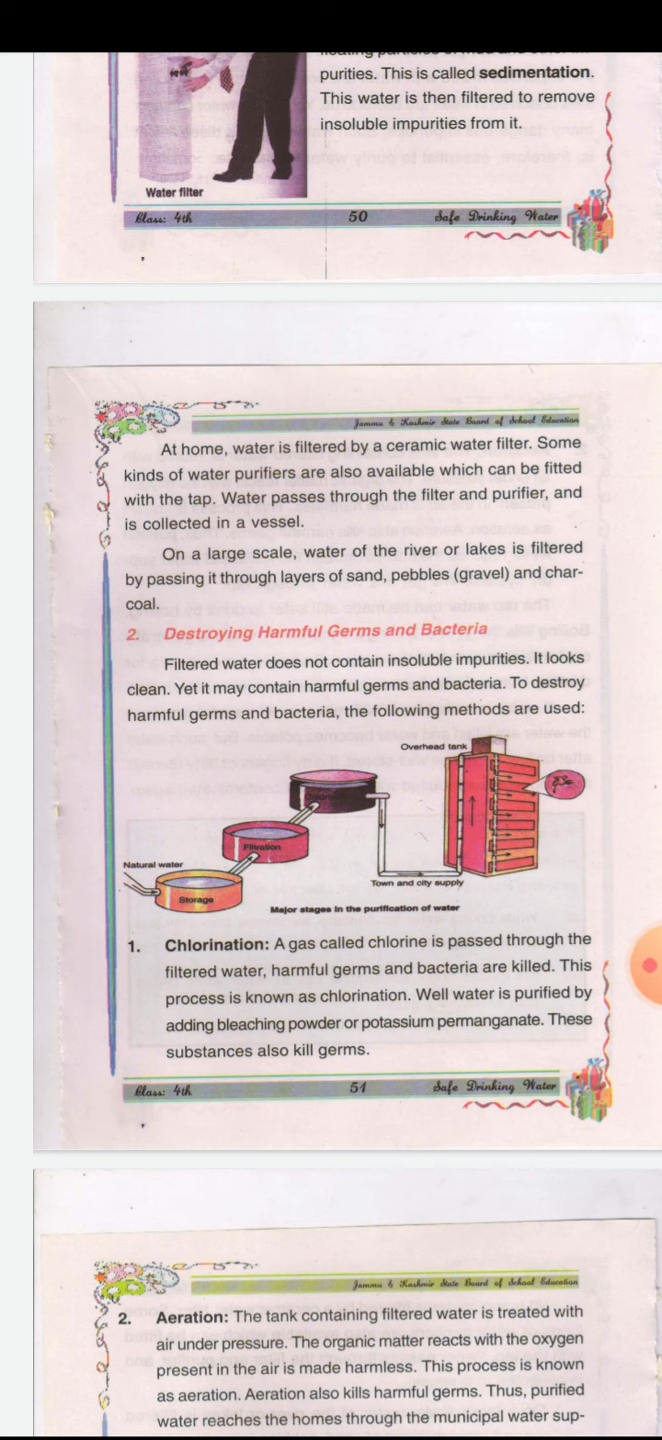 purities. This is called sedimentation.
This water is then filtered to remove
insoluble impurities from it.
Water filter
Class: 4th 50 Safe Drinking Water
Jammu & Kashmir State Board of School Education
At home, water is filtered by a ceramic water filter. Some
kinds of water purifiers are also available which can be fitted
with the tap. Water passes through the filter and purifier, and
is collected in a vessel.
On a large scale, water of the river or lakes is filtered
by passing it through layers of sand, pebbles (gravel) and char-
coal.
2. Destroying Harmful Germs and Bacteria
Filtered water does not contain insoluble impurities. It looks
clean. Yet it may contain harmful germs and bacteria. To destroy
harmful germs and bacteria, the following methods are used:
Overhead tank
Filtration
Natural water
Storage
Town and city supply
Major stages in the purification of water
1. Chlorination: A gas called chlorine is passed through the
filtered water, harmful germs and bacteria are killed. This
process is known as chlorination. Well water is purified by
adding bleaching powder or potassium permanganate. These
substances also kill germs.
Class: 4th 51 Safe Drinking Water
Jammu & Kashmir State Board of School Education
2. Aeration: The tank containing filtered water is treated with
air under pressure. The organic matter reacts with the oxygen
present in the air is made harmless. This process is known
as aeration. Aeration also kills harmful germs. Thus, purified
water reaches the homes through the municipal water sup-